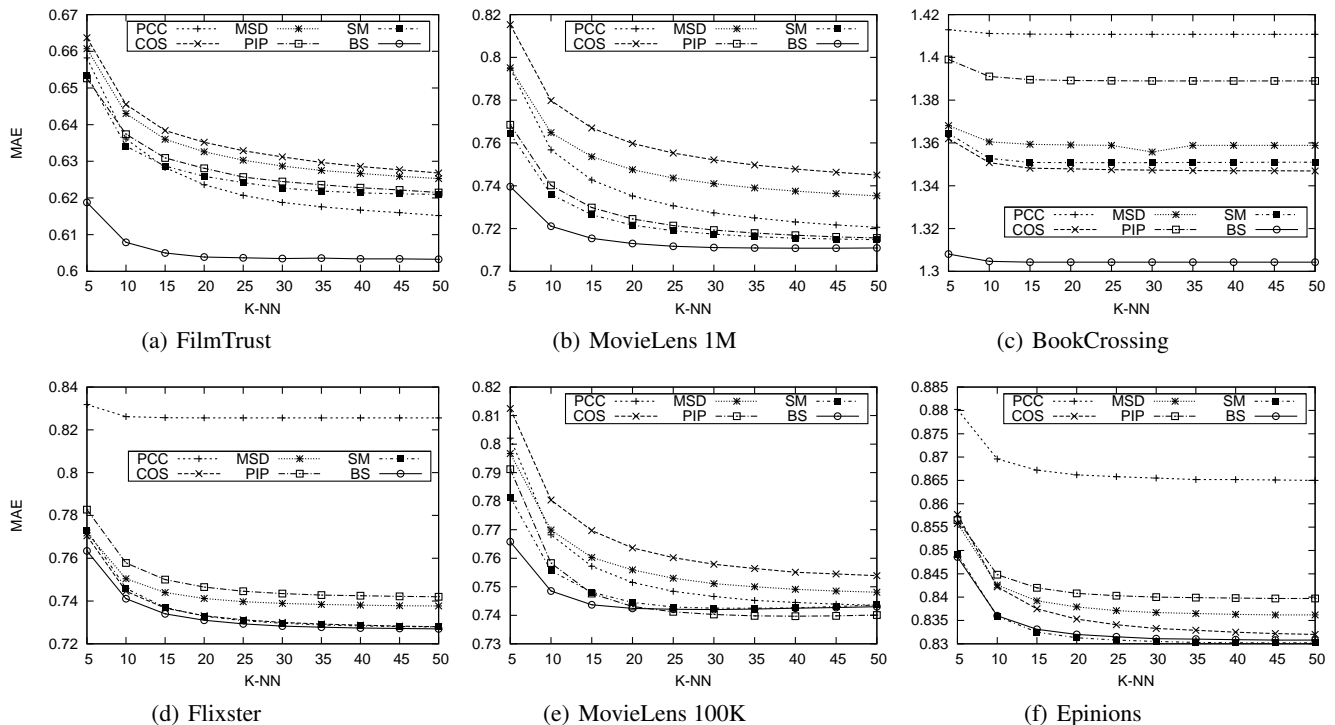 0.67
0.66
0.65
0.64
0.63
0.62
0.61
0.6
MAE
PCC MSD SM
COS PIP BS
5 10 15 20 25 30 35 40 45 50
K-NN
(a) FilmTrust
0.82
0.8
0.78
0.76
0.74
0.72
0.7
PCC MSD SM
COS PIP BS
5 10 15 20 25 30 35 40 45 50
K-NN
(b) MovieLens 1M
1.42
1.4
1.38
1.36
1.34
1.32
1.3
PCC MSD SM
COS PIP BS
5 10 15 20 25 30 35 40 45 50
K-NN
(c) BookCrossing
0.84
0.82
0.8
0.78
0.76
0.74
0.72
MAE
PCC MSD SM
COS PIP BS
5 10 15 20 25 30 35 40 45 50
K-NN
(d) Flixster
0.82
0.81
0.8
0.79
0.78
0.77
0.76
0.75
0.74
0.73
PCC MSD SM
COS PIP BS
5 10 15 20 25 30 35 40 45 50
K-NN
(e) MovieLens 100K
0.885
0.88
0.875
0.87
0.865
0.86
0.855
0.85
0.845
0.84
0.835
0.83
PCC MSD SM
COS PIP BS
5 10 15 20 25 30 35 40 45 50
K-NN
(f) Epinions